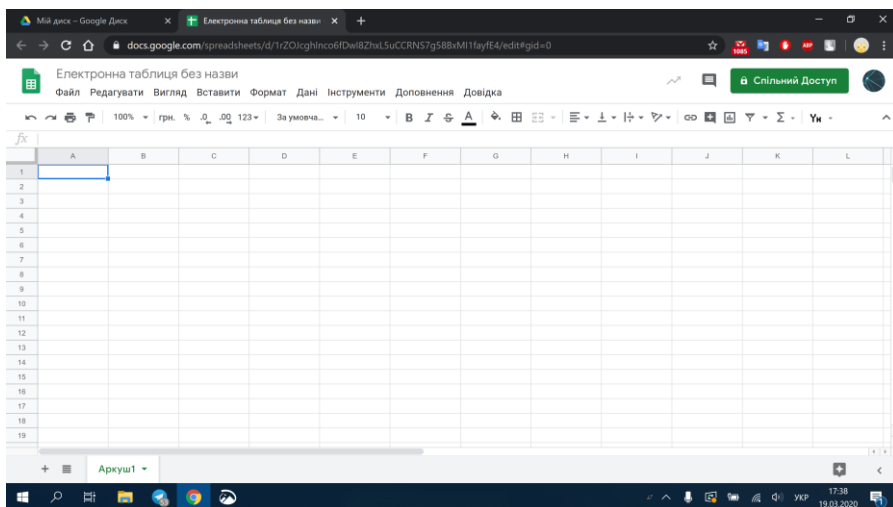 Мій диск – Google Диск
Електронна таблиця без назви
docs.google.com/spreadsheets/d/1rZOJcghInco6fDwI8ZhxL5uCCRNS7g588xMI1fayfE4/edit#gid=0
1085
ABP
Електронна таблиця без назви
Файл Редагувати Вигляд Вставити Формат Дані Інструменти Доповнення Довідка
Спільний Доступ
100% грн. % .0 .00 123 За умовча... 10 B I S A Σ
fx
A B C D E F G H I J K L
1
2
3
4
5
6
7
8
9
10
11
12
13
14
15
16
17
18
19
+ Аркуш1
УКР
17:38
19.03.2020